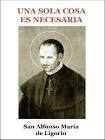 UNA SOLA COSA
ES NECESARIA
San Alfonso María
de Ligorio